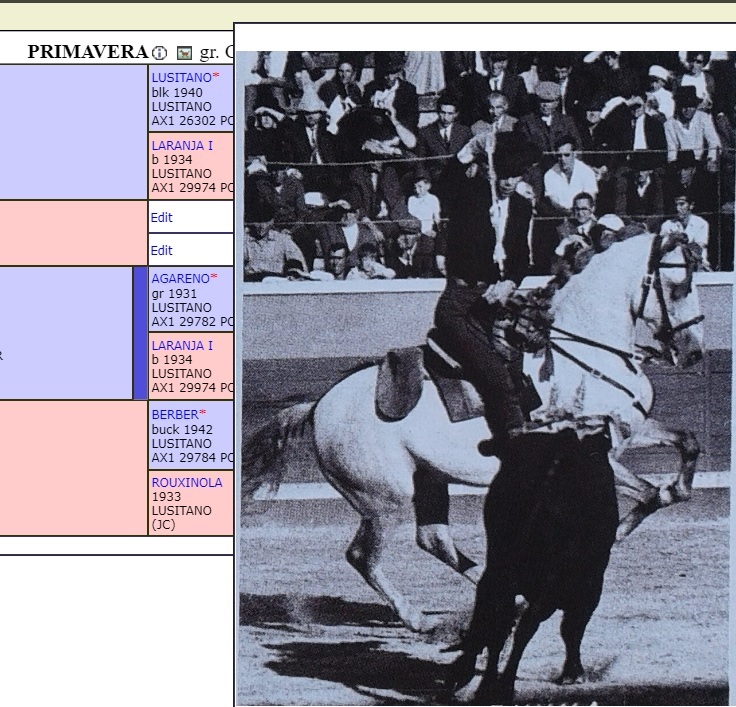 PRIMAVERA gr.
LUSITANO*
blk 1940
LUSITANO
AX1 26302
LARANJA I
b 1934
LUSITANO
AX1 29974
Edit
Edit
AGARENO*
gr 1931
LUSITANO
AX1 29782
LARANJA I
b 1934
LUSITANO
AX1 29974
BERBER*
buck 1942
LUSITANO
AX1 29784
ROUXINOLA
1933
LUSITANO
(JC)